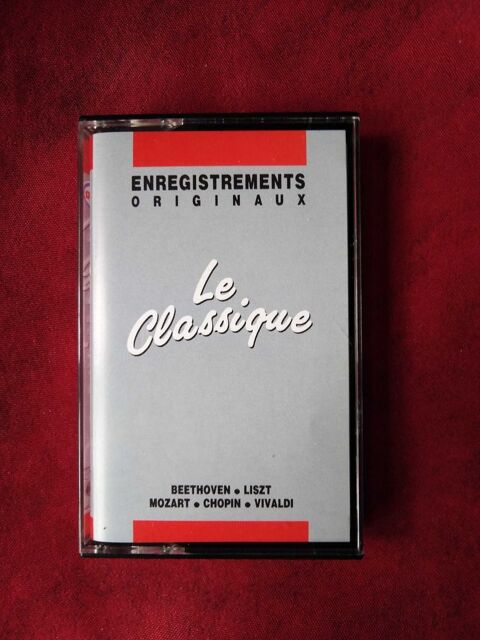 ENREGISTREMENTS
ORIGINAUX
Le
Classique
BEETHOVEN • LISZT
MOZART • CHOPIN • VIVALDI